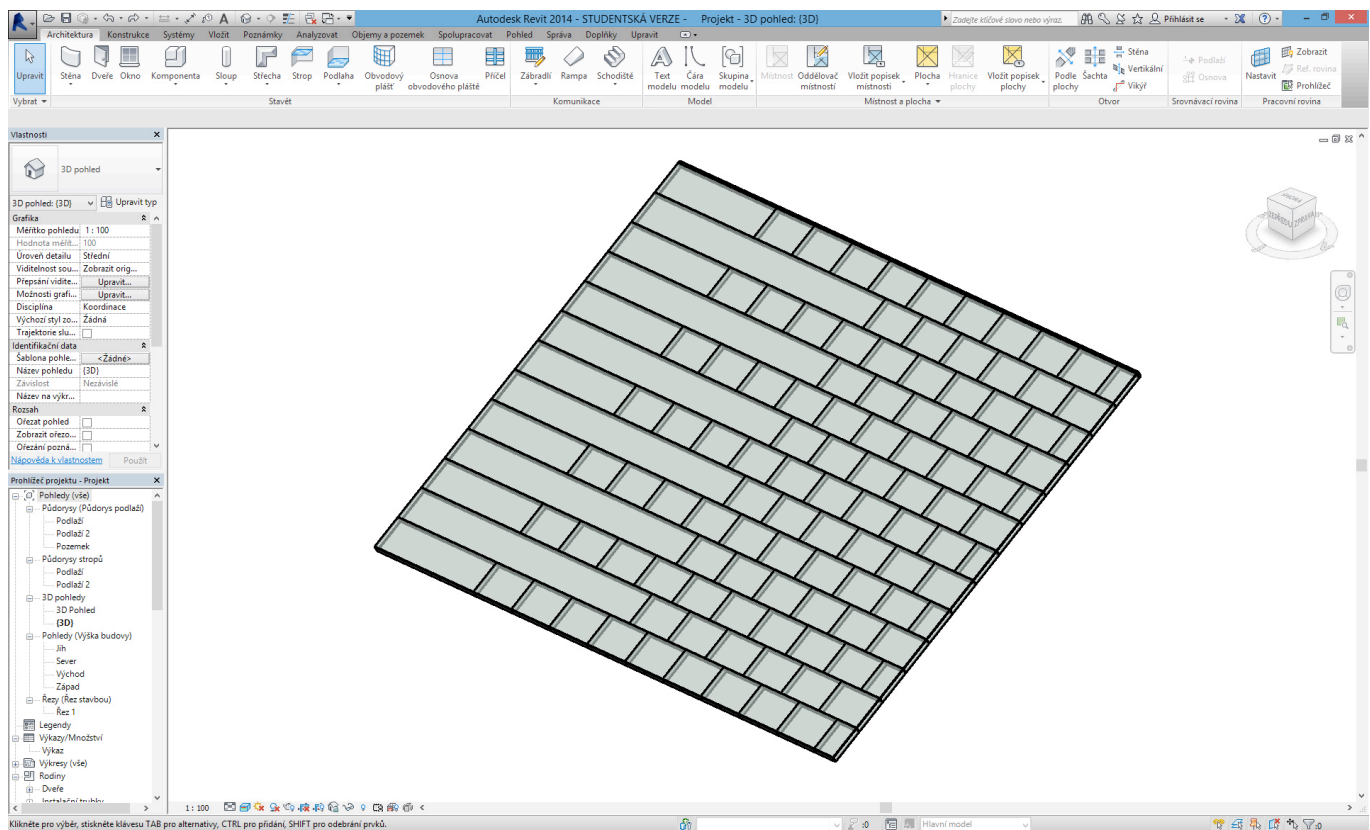 Autodesk Revit 2014 - STUDENTSKÁ VERZE - Projekt - 3D pohled: {3D}
Zadejte klíčové slovo nebo výraz.
Přihlásit se
Architektura Konstrukce Systémy Vložit Poznámky Analyzovat Objemy a pozemek Spolupracovat Pohled Správa Doplňky Upravit
Upravit
Stěna Dveře Okno Komponenta Sloup Střecha Strop Podlaha Obvodový plášť Osnova obvodového pláště Příčel
Zábradlí Rampa Schodiště
Text modelu Čára modelu Skupina modelu
Místnost Oddělovač místností Vložit popisek místnosti Plocha Hranice plochy Vložit popisek plochy
Podle plochy Šachta Stěna Vertikální Vikýř
Podlaží Osnova
Nastavit Zobrazit Ref. rovina Prohlížeč
Vybrat Stavět Komunikace Model Místnost a plocha Otvor Srovnávací rovina Pracovní rovina
Vlastnosti
3D pohled
3D pohled: {3D} Upravit typ
Grafika
Měřítko pohledu 1 : 100
Hodnota měřít... 100
Úroveň detailu Střední
Viditelnost sou... Zobrazit orig...
Přepsání vidite... Upravit...
Možnosti grafi... Upravit...
Disciplína Koordinace
Výchozí styl zo... Žádná
Trajektorie slu...
Identifikační data
Šablona pohle... <Žádné>
Název pohledu {3D}
Závislost Nezávislé
Název na výkr...
Rozsah
Ořezat pohled
Zobrazit ořezo...
Ořezání pozná...
Nápověda k vlastnostem Použít
Prohlížeč projektu - Projekt
Pohledy (vše)
Půdorysy (Půdorys podlaží)
Podlaží
Podlaží 2
Pozemek
Půdorysy stropů
Podlaží
Podlaží 2
3D pohledy
3D Pohled
{3D}
Pohledy (Výška budovy)
Jih
Sever
Východ
Západ
Řezy (Řez stavbou)
Řez 1
Legendy
Výkazy/Množství
Výkaz
Výkresy (vše)
Rodiny
Dveře
Instalační trubky
1 : 100
Klikněte pro výběr, stiskněte klávesu TAB pro alternativy, CTRL pro přidání, SHIFT pro odebrání prvků.
:0
Hlavní model
:0